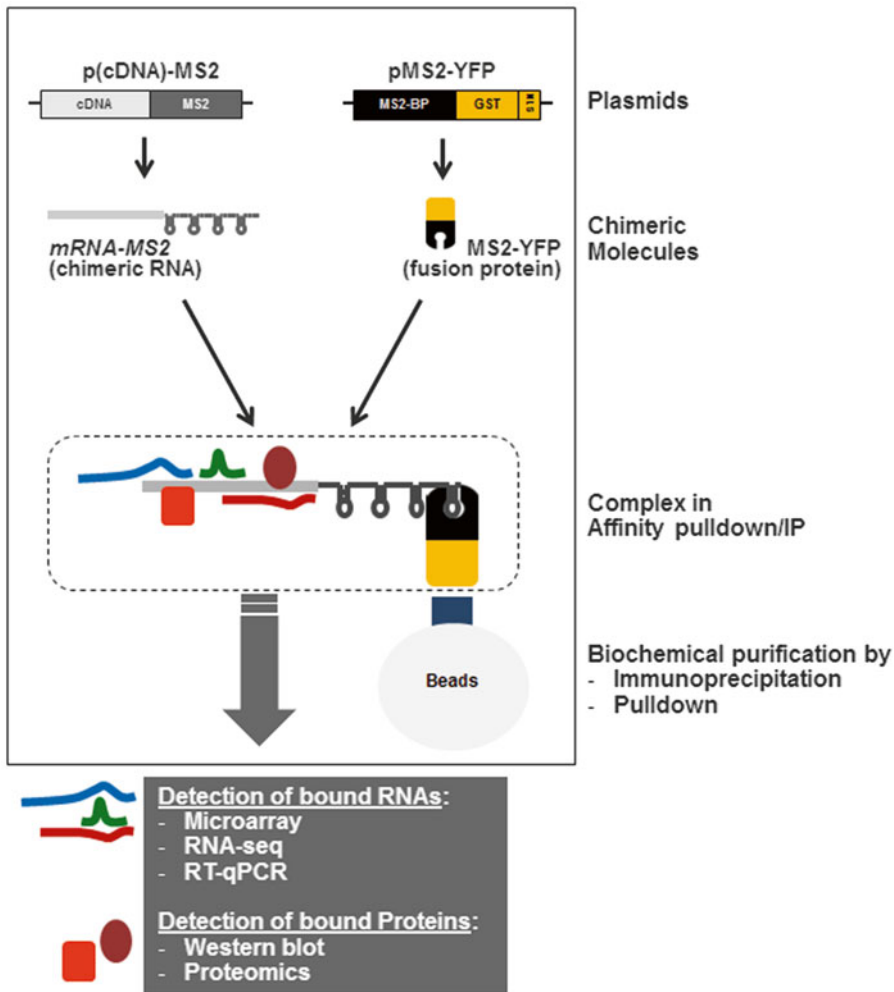 p(cDNA)-MS2
pMS2-YFP
cDNA
MS2
MS2-BP
GST
NLS
Plasmids
mRNA-MS2
(chimeric RNA)
MS2-YFP
(fusion protein)
Chimeric
Molecules
Complex in
Affinity pulldown/IP
Beads
Biochemical purification by
- Immunoprecipitation
- Pulldown
Detection of bound RNAs:
- Microarray
- RNA-seq
- RT-qPCR
Detection of bound Proteins:
- Western blot
- Proteomics